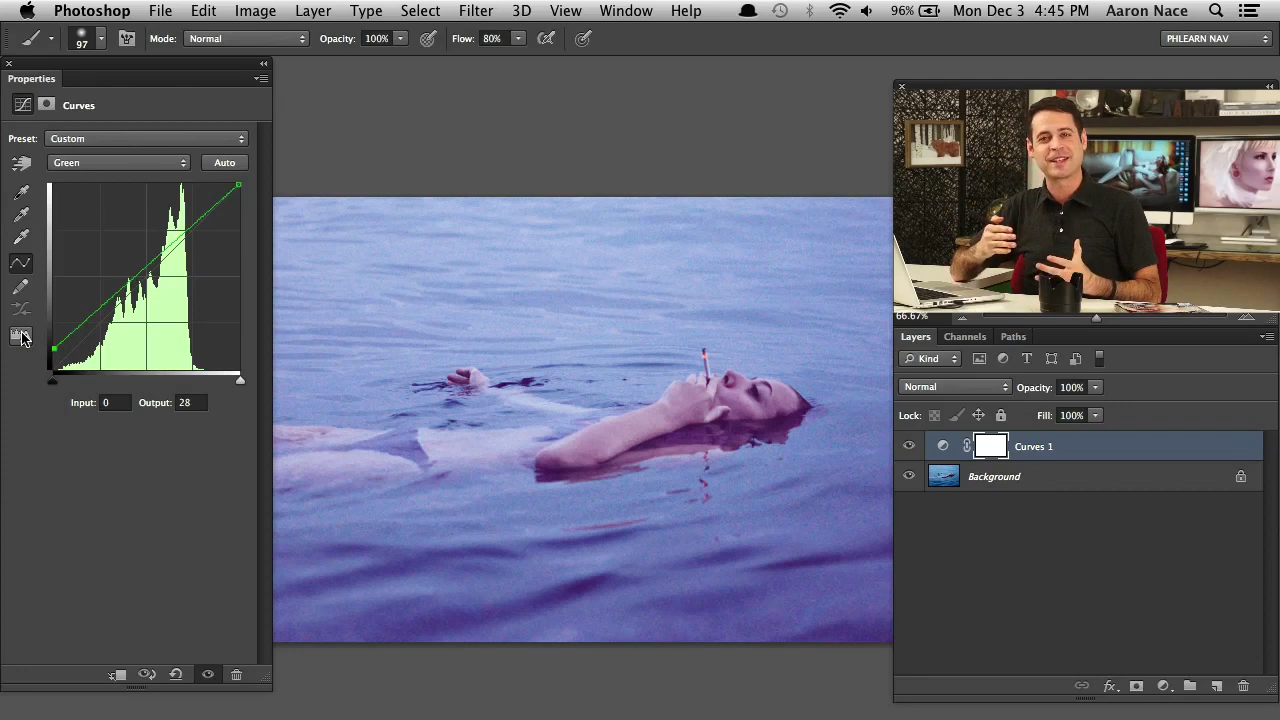 Photoshop File Edit Image Layer Type Select Filter 3D View Window Help 96% Mon Dec 3 4:45 PM Aaron Nace
97 Mode: Normal Opacity: 100% Flow: 80% PHLEARN NAV
Properties
Curves
Preset: Custom
Green Auto
Input: 0 Output: 28
66.67%
Layers Channels Paths
Kind
Normal Opacity: 100%
Lock: Fill: 100%
Curves 1
Background
fx